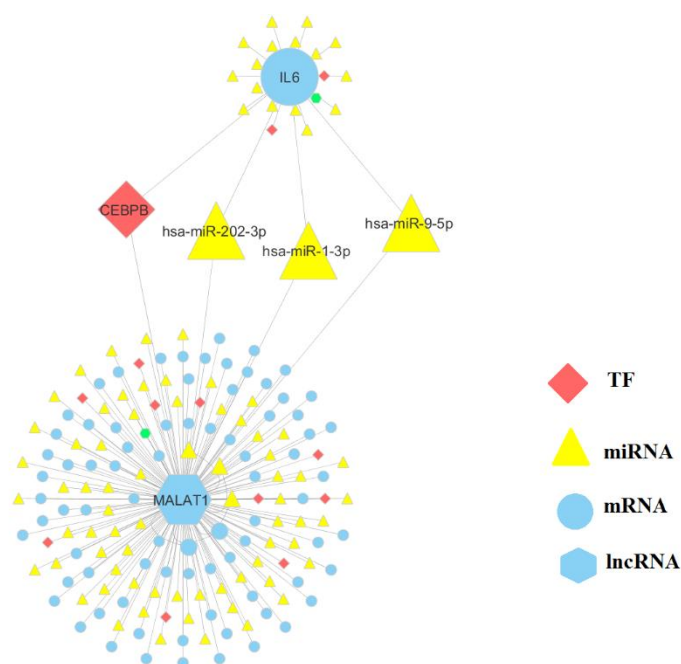 IL6
CEBPB
hsa-miR-202-3p
hsa-miR-1-3p
hsa-miR-9-5p
MALAT1
TF
miRNA
mRNA
lncRNA